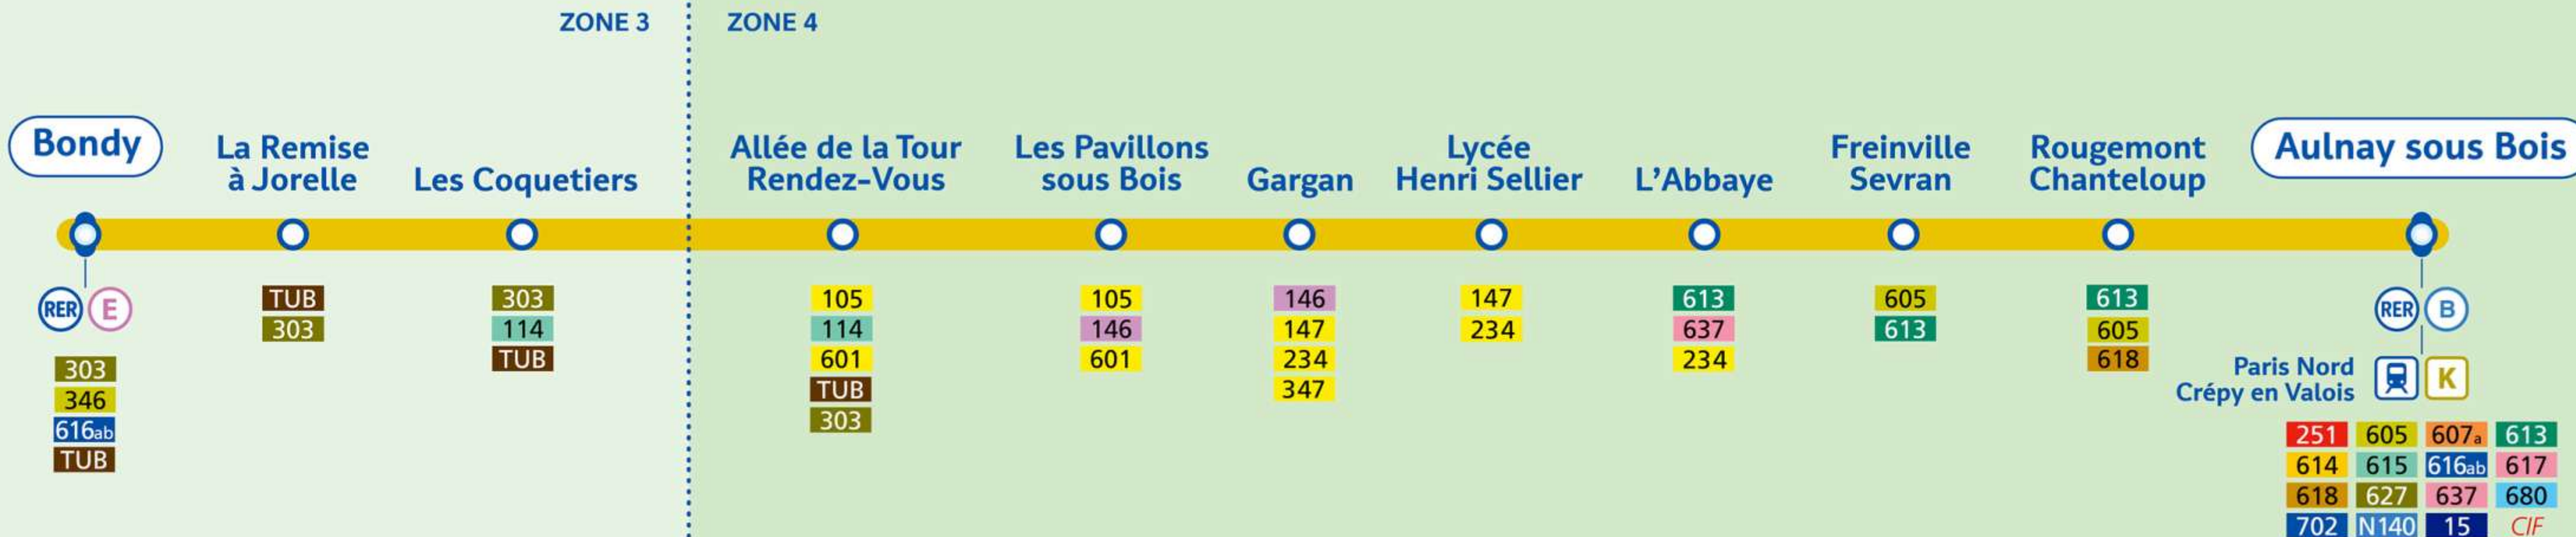 ZONE 3
ZONE 4
Bondy
La Remise
à Jorelle
Les Coquetiers
Allée de la Tour
Rendez-Vous
Les Pavillons
sous Bois
Gargan
Lycée
Henri Sellier
L'Abbaye
Freinville
Sevran
Rougemont
Chanteloup
Aulnay sous Bois
RER E
303
346
616ab
TUB
TUB
303
303
114
TUB
105
114
601
TUB
303
105
146
601
146
147
234
347
147
234
613
637
234
605
613
613
605
618
RER B
Paris Nord
Crépy en Valois
K
251 605 607a 613
614 615 616ab 617
618 627 637 680
702 N140 15 CIF